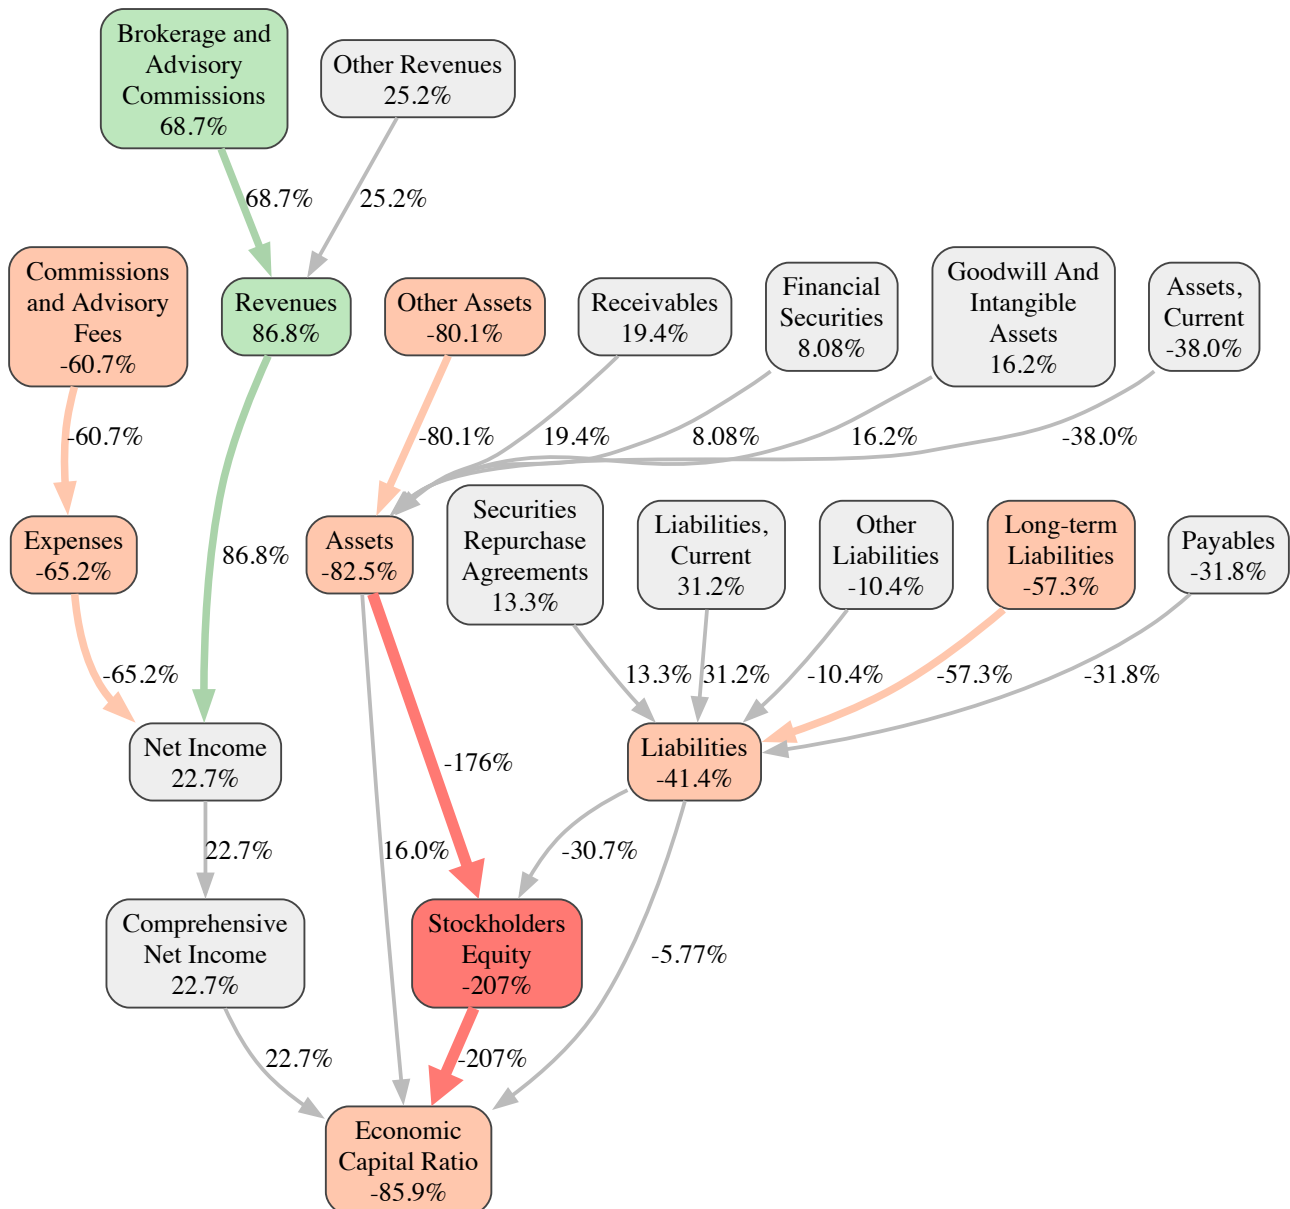 Brokerage and
Advisory
Commissions
68.7%
Other Revenues
25.2%
68.7%
25.2%
Commissions
and Advisory
Fees
-60.7%
Revenues
86.8%
Other Assets
-80.1%
Receivables
19.4%
Financial
Securities
8.08%
Goodwill And
Intangible
Assets
16.2%
Assets,
Current
-38.0%
-60.7%
-80.1%
19.4%
8.08%
16.2%
-38.0%
Expenses
-65.2%
86.8%
Assets
-82.5%
Securities
Repurchase
Agreements
13.3%
Liabilities,
Current
31.2%
Other
Liabilities
-10.4%
Long-term
Liabilities
-57.3%
Payables
-31.8%
-65.2%
13.3%
31.2%
-10.4%
-57.3%
-31.8%
Net Income
22.7%
-176%
Liabilities
-41.4%
22.7%
16.0%
-30.7%
Comprehensive
Net Income
22.7%
Stockholders
Equity
-207%
-5.77%
22.7%
-207%
Economic
Capital Ratio
-85.9%